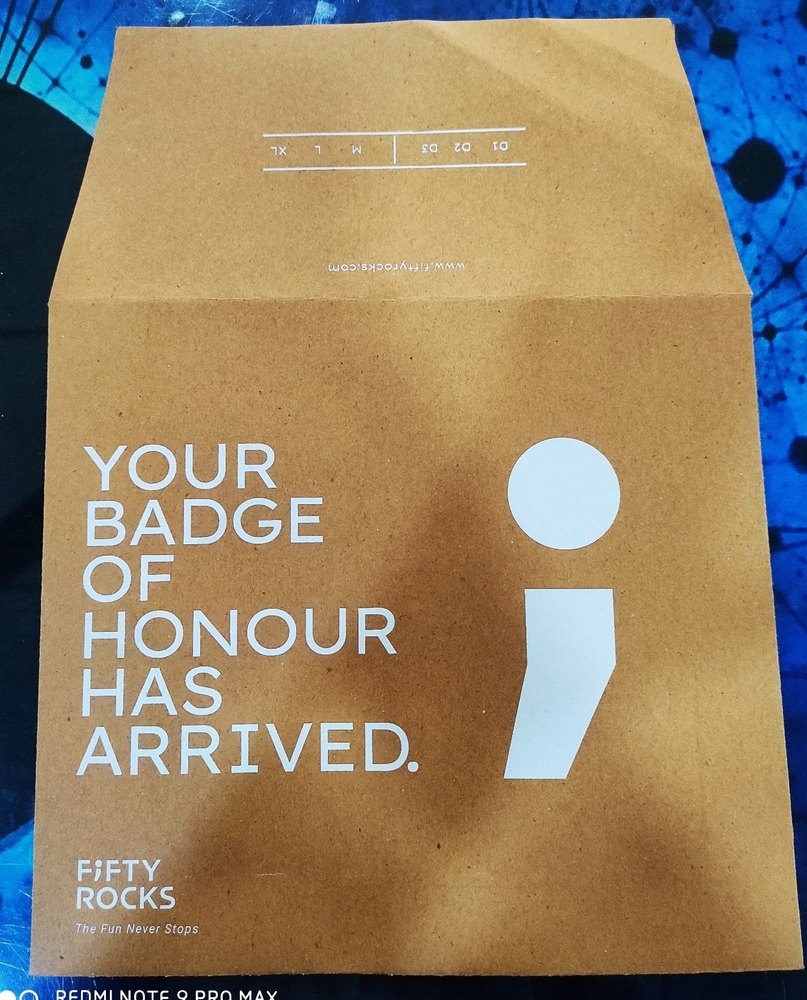 D1 D2 D3 | M L XL
www.fiftyrocks.com
YOUR
BADGE
OF
HONOUR
HAS
ARRIVED.
;
FiFTY
ROCKS
The Fun Never Stops
REDMI NOTE 9 PRO MAX